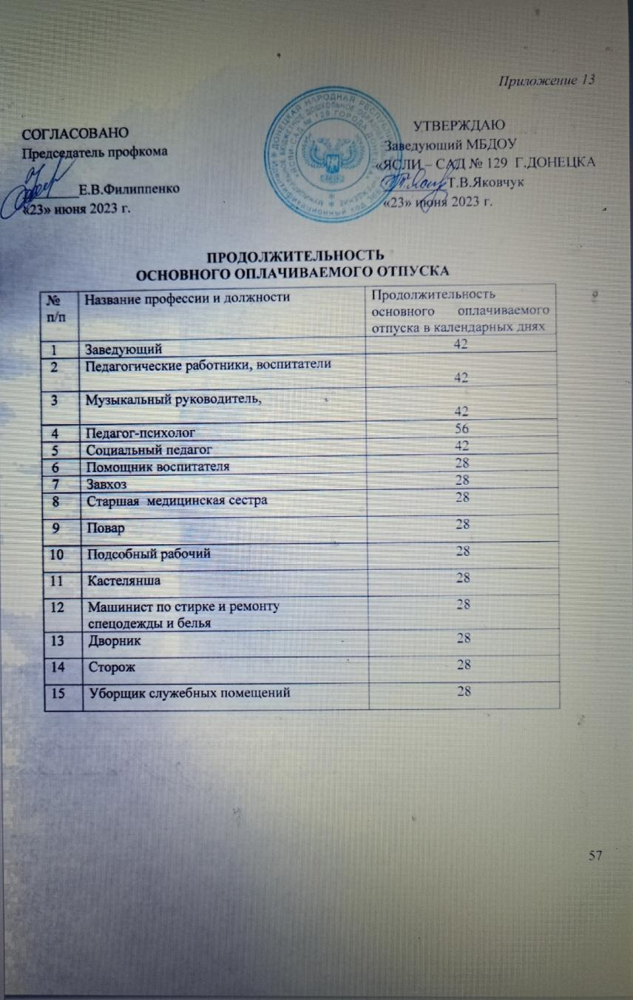 Приложение 13
СОГЛАСОВАНО
Председатель профкома
Е.В.Филиппенко
«23» июня 2023 г.
УТВЕРЖДАЮ
Заведующий МБДОУ
«ЯСЛИ – САД № 129 Г.ДОНЕЦКА
Т.В.Яковчук
«23» июня 2023 г.
ДОНЕЦКАЯ НАРОДНАЯ РЕСПУБЛИКА
ПРОДОЛЖИТЕЛЬНОСТЬ
ОСНОВНОГО ОПЛАЧИВАЕМОГО ОТПУСКА
№ п/п Название профессии и должности Продолжительность
основного оплачиваемого
отпуска в календарных днях
1 Заведующий 42
2 Педагогические работники, воспитатели 42
3 Музыкальный руководитель, 42
4 Педагог-психолог 56
5 Социальный педагог 42
6 Помощник воспитателя 28
7 Завхоз 28
8 Старшая медицинская сестра 28
9 Повар 28
10 Подсобный рабочий 28
11 Кастелянша 28
12 Машинист по стирке и ремонту 28
спецодежды и белья
13 Дворник 28
14 Сторож 28
15 Уборщик служебных помещений 28
57